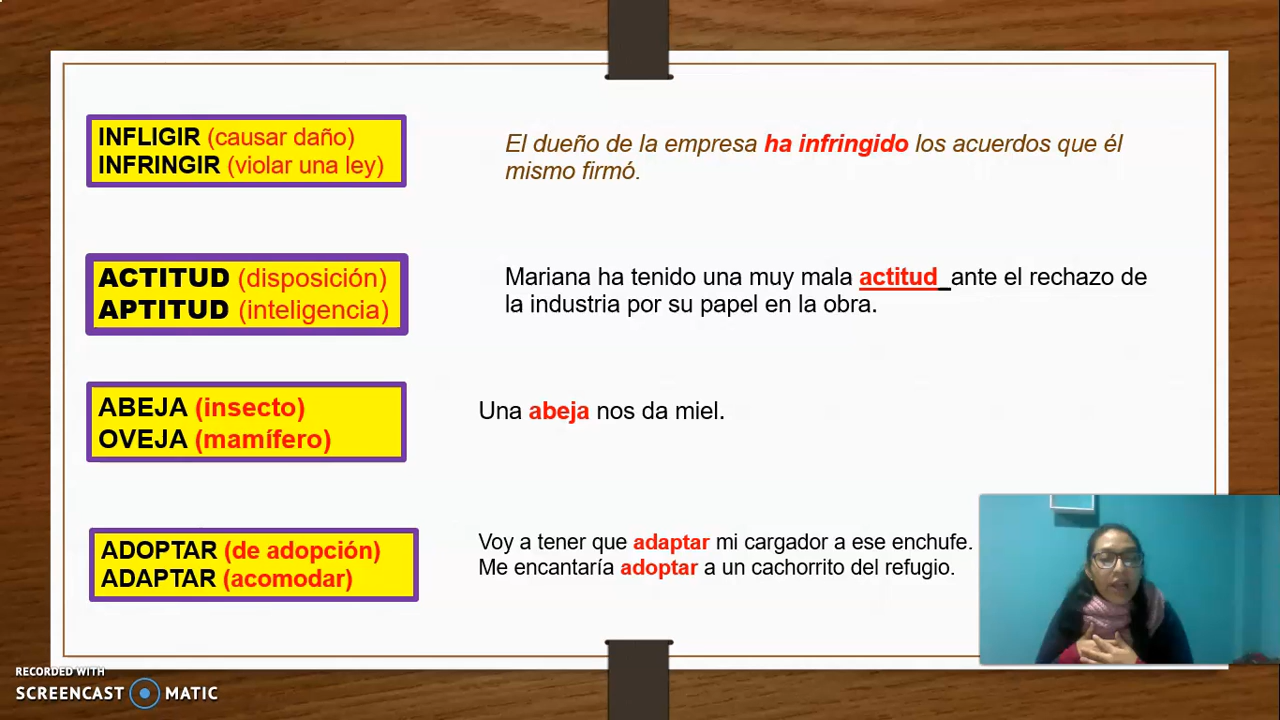 INFLIGIR (causar daño)
INFRINGIR (violar una ley)
El dueño de la empresa ha infringido los acuerdos que él
mismo firmó.
ACTITUD (disposición)
APTITUD (inteligencia)
Mariana ha tenido una muy mala actitud_ante el rechazo de
la industria por su papel en la obra.
ABEJA (insecto)
OVEJA (mamífero)
Una abeja nos da miel.
ADOPTAR (de adopción)
ADAPTAR (acomodar)
Voy a tener que adaptar mi cargador a ese enchufe.
Me encantaría adoptar a un cachorrito del refugio.
RECORDED WITH
SCREENCAST MATIC